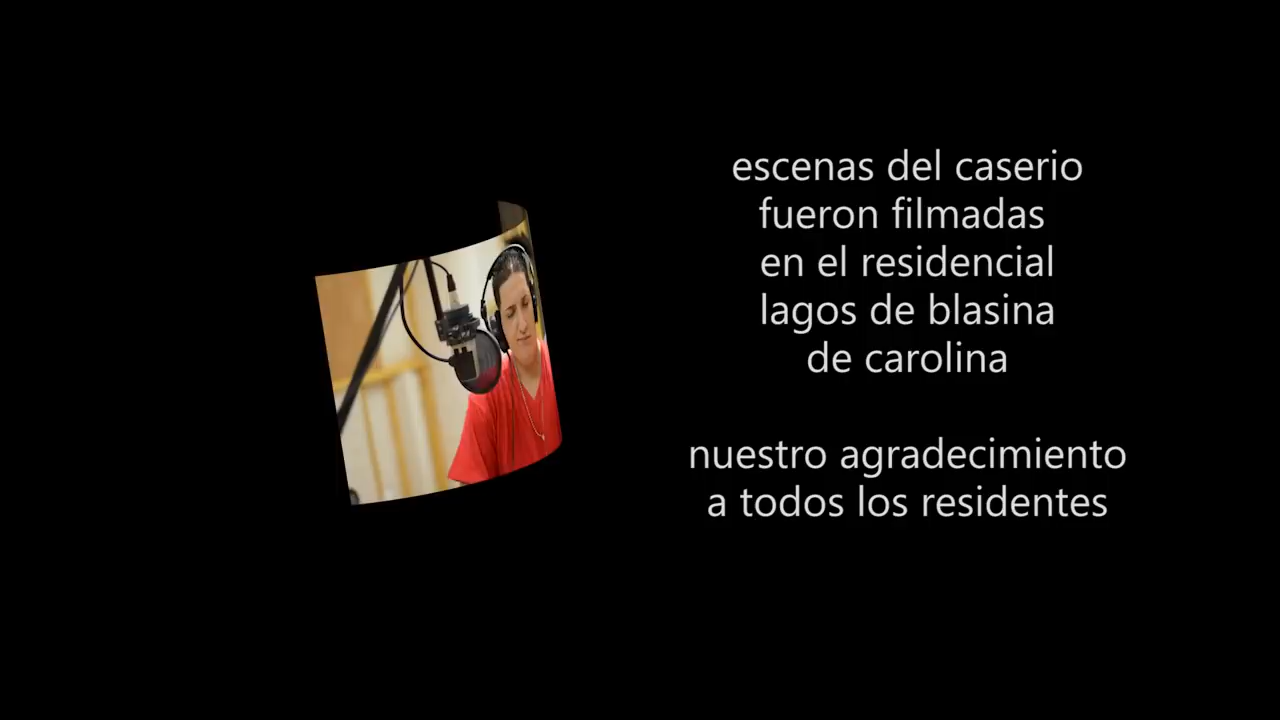 escenas del caserio
fueron filmadas
en el residencial
lagos de blasina
de carolina
nuestro agradecimiento
a todos los residentes